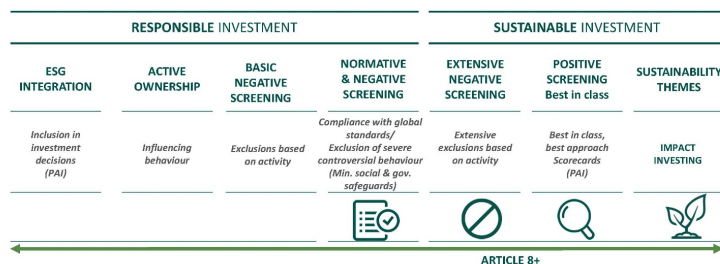 RESPONSIBLE INVESTMENT
SUSTAINABLE INVESTMENT
ESG
INTEGRATION
ACTIVE
OWNERSHIP
BASIC
NEGATIVE
SCREENING
NORMATIVE
& NEGATIVE
SCREENING
EXTENSIVE
NEGATIVE
SCREENING
POSITIVE
SCREENING
Best in class
SUSTAINABILITY
THEMES
Inclusion in
investment
decisions
(PAI)
Influencing
behaviour
Exclusions based
on activity
Compliance with global
standards/
Exclusion of severe
controversial behaviour
(Min. social & gov.
safeguards)
Extensive
exclusions based
on activity
Best in class,
best approach
Scorecards
(PAI)
IMPACT
INVESTING
ARTICLE 8+